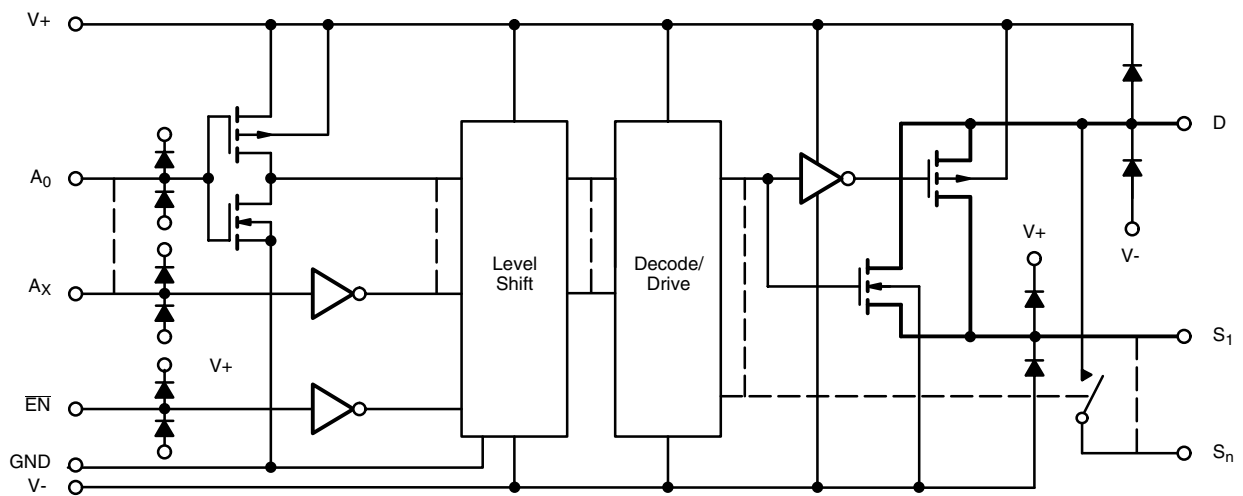 V+
D
A0
V+
V-
Level
Shift
Decode/
Drive
AX
S1
V+
EN
Sn
GND
V-